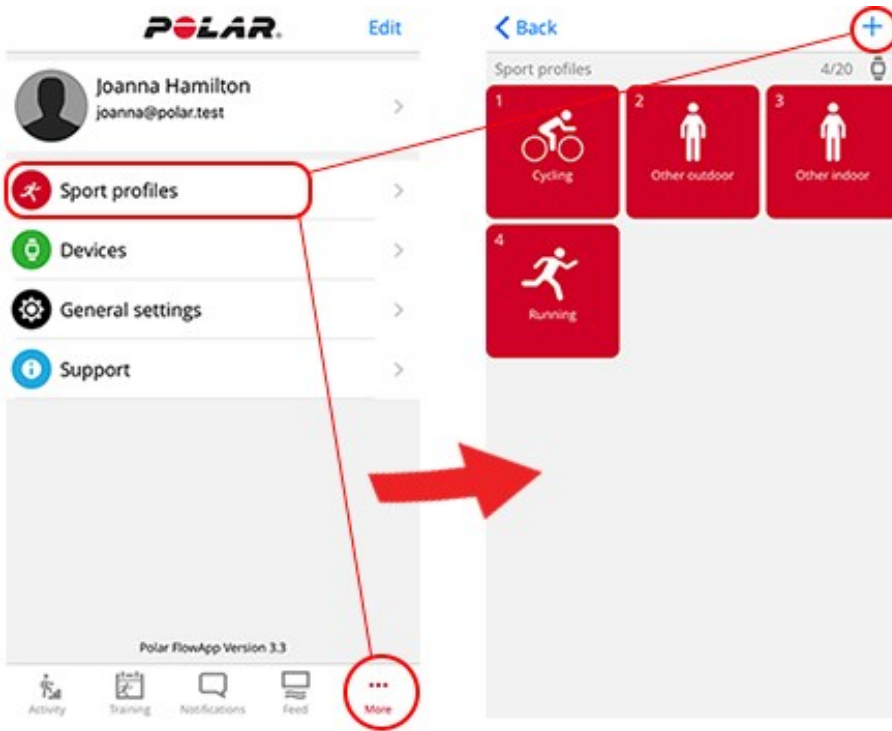 POLAR.
Edit
Joanna Hamilton
joanna@polar.test
Sport profiles
Devices
General settings
Support
Polar FlowApp Version 3.3
Activity
Training
Notifications
Feed
More
Back
+
Sport profiles
4/20
1
Cycling
2
Other outdoor
3
Other indoor
4
Running